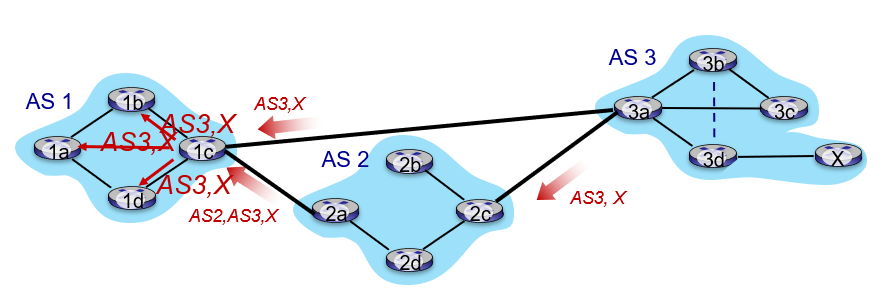 AS 3
3b
AS 1
1b
AS3,X
AS3,X
3a
3c
AS3,X
1a
1c
AS 2
2b
3d
X
AS3,X
1d
AS2,AS3,X
2a
2c
AS3, X
2d